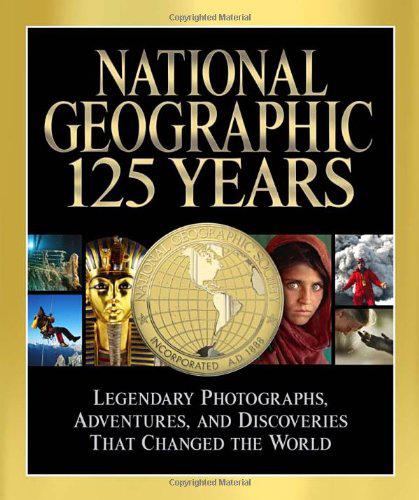 Copyrighted Material
NATIONAL
GEOGRAPHIC
125 YEARS
NATIONAL GEOGRAPHIC SOCIETY
INCORPORATED A.D. 1888
LEGENDARY PHOTOGRAPHS,
ADVENTURES, AND DISCOVERIES
THAT CHANGED THE WORLD
Copyrighted Material